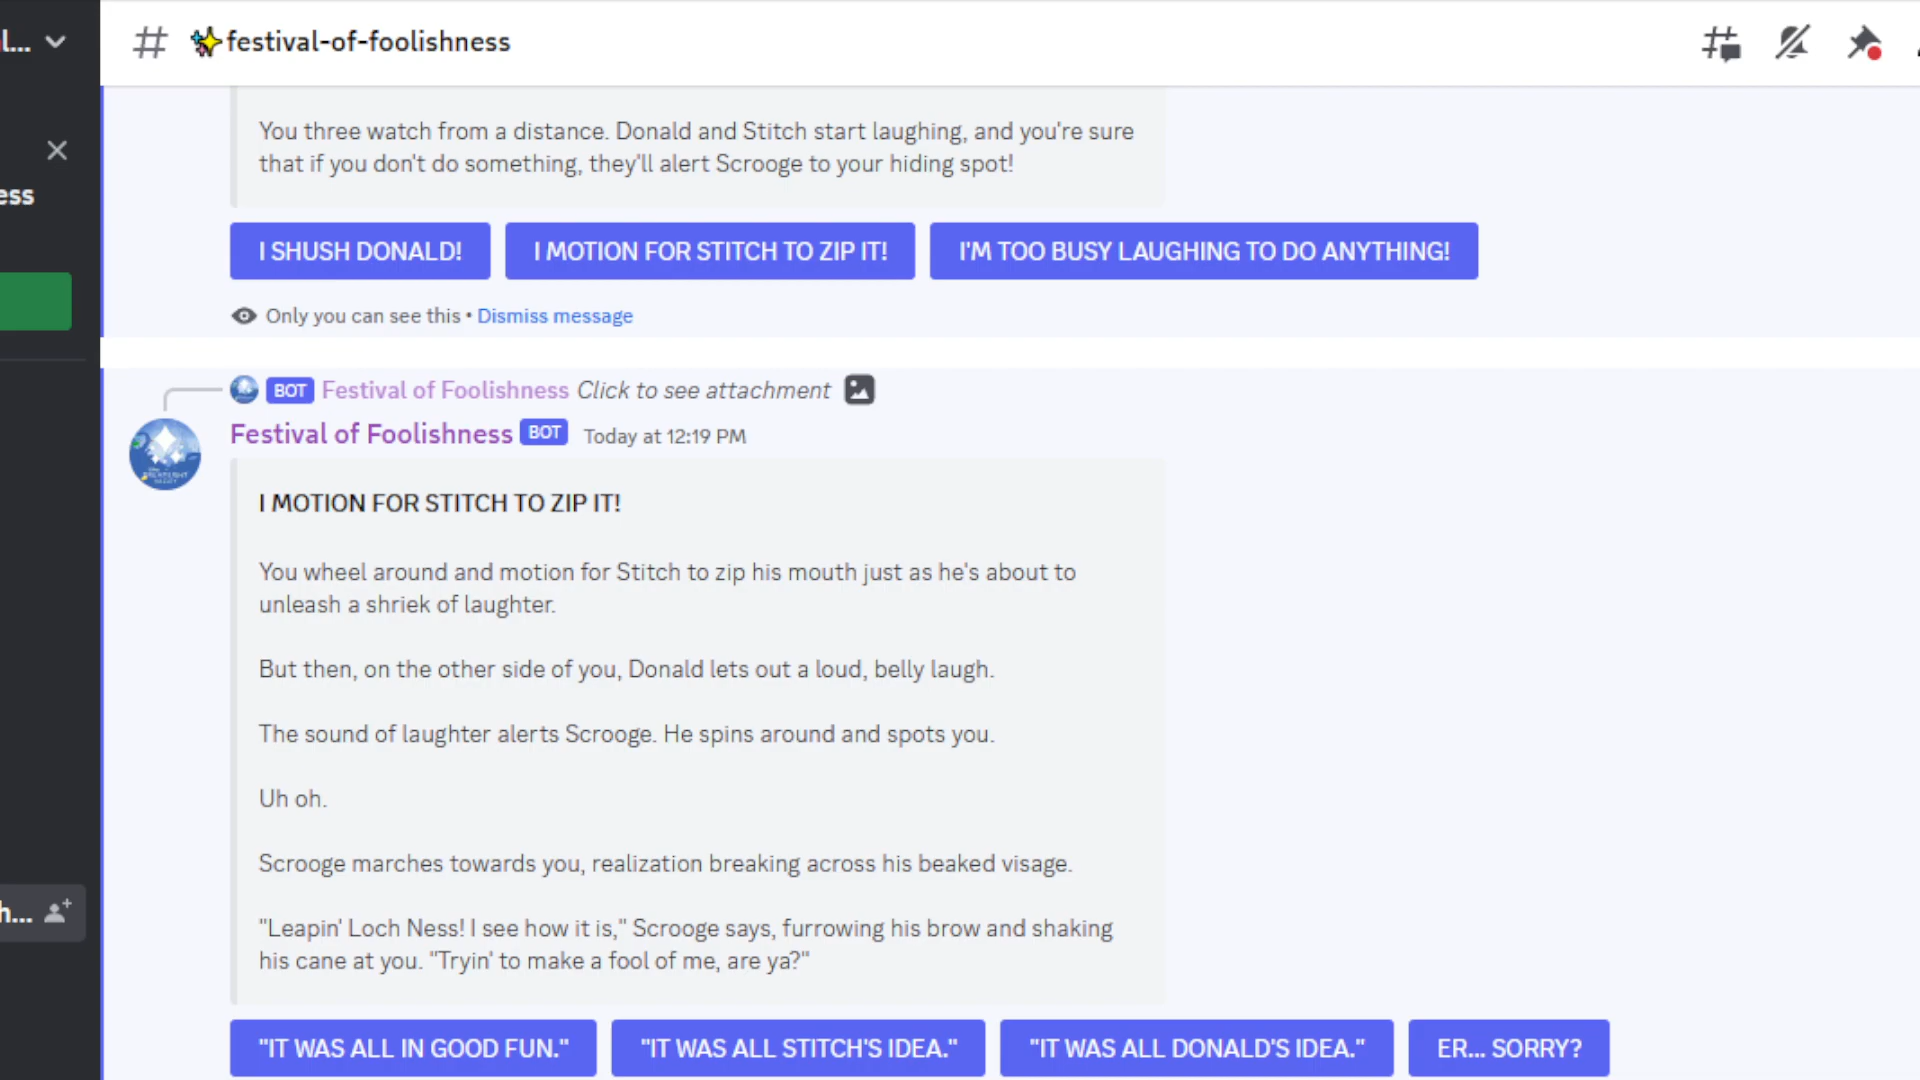 l...
festival-of-foolishness
ess
You three watch from a distance. Donald and Stitch start laughing, and you're sure
that if you don't do something, they'll alert Scrooge to your hiding spot!
I SHUSH DONALD!
I MOTION FOR STITCH TO ZIP IT!
I'M TOO BUSY LAUGHING TO DO ANYTHING!
Only you can see this • Dismiss message
BOT Festival of Foolishness Click to see attachment
Festival of Foolishness BOT Today at 12:19 PM
I MOTION FOR STITCH TO ZIP IT!
You wheel around and motion for Stitch to zip his mouth just as he's about to
unleash a shriek of laughter.
But then, on the other side of you, Donald lets out a loud, belly laugh.
The sound of laughter alerts Scrooge. He spins around and spots you.
Uh oh.
Scrooge marches towards you, realization breaking across his beaked visage.
h...
"Leapin' Loch Ness! I see how it is," Scrooge says, furrowing his brow and shaking
his cane at you. "Tryin' to make a fool of me, are ya?"
"IT WAS ALL IN GOOD FUN."
"IT WAS ALL STITCH'S IDEA."
"IT WAS ALL DONALD'S IDEA."
ER... SORRY?